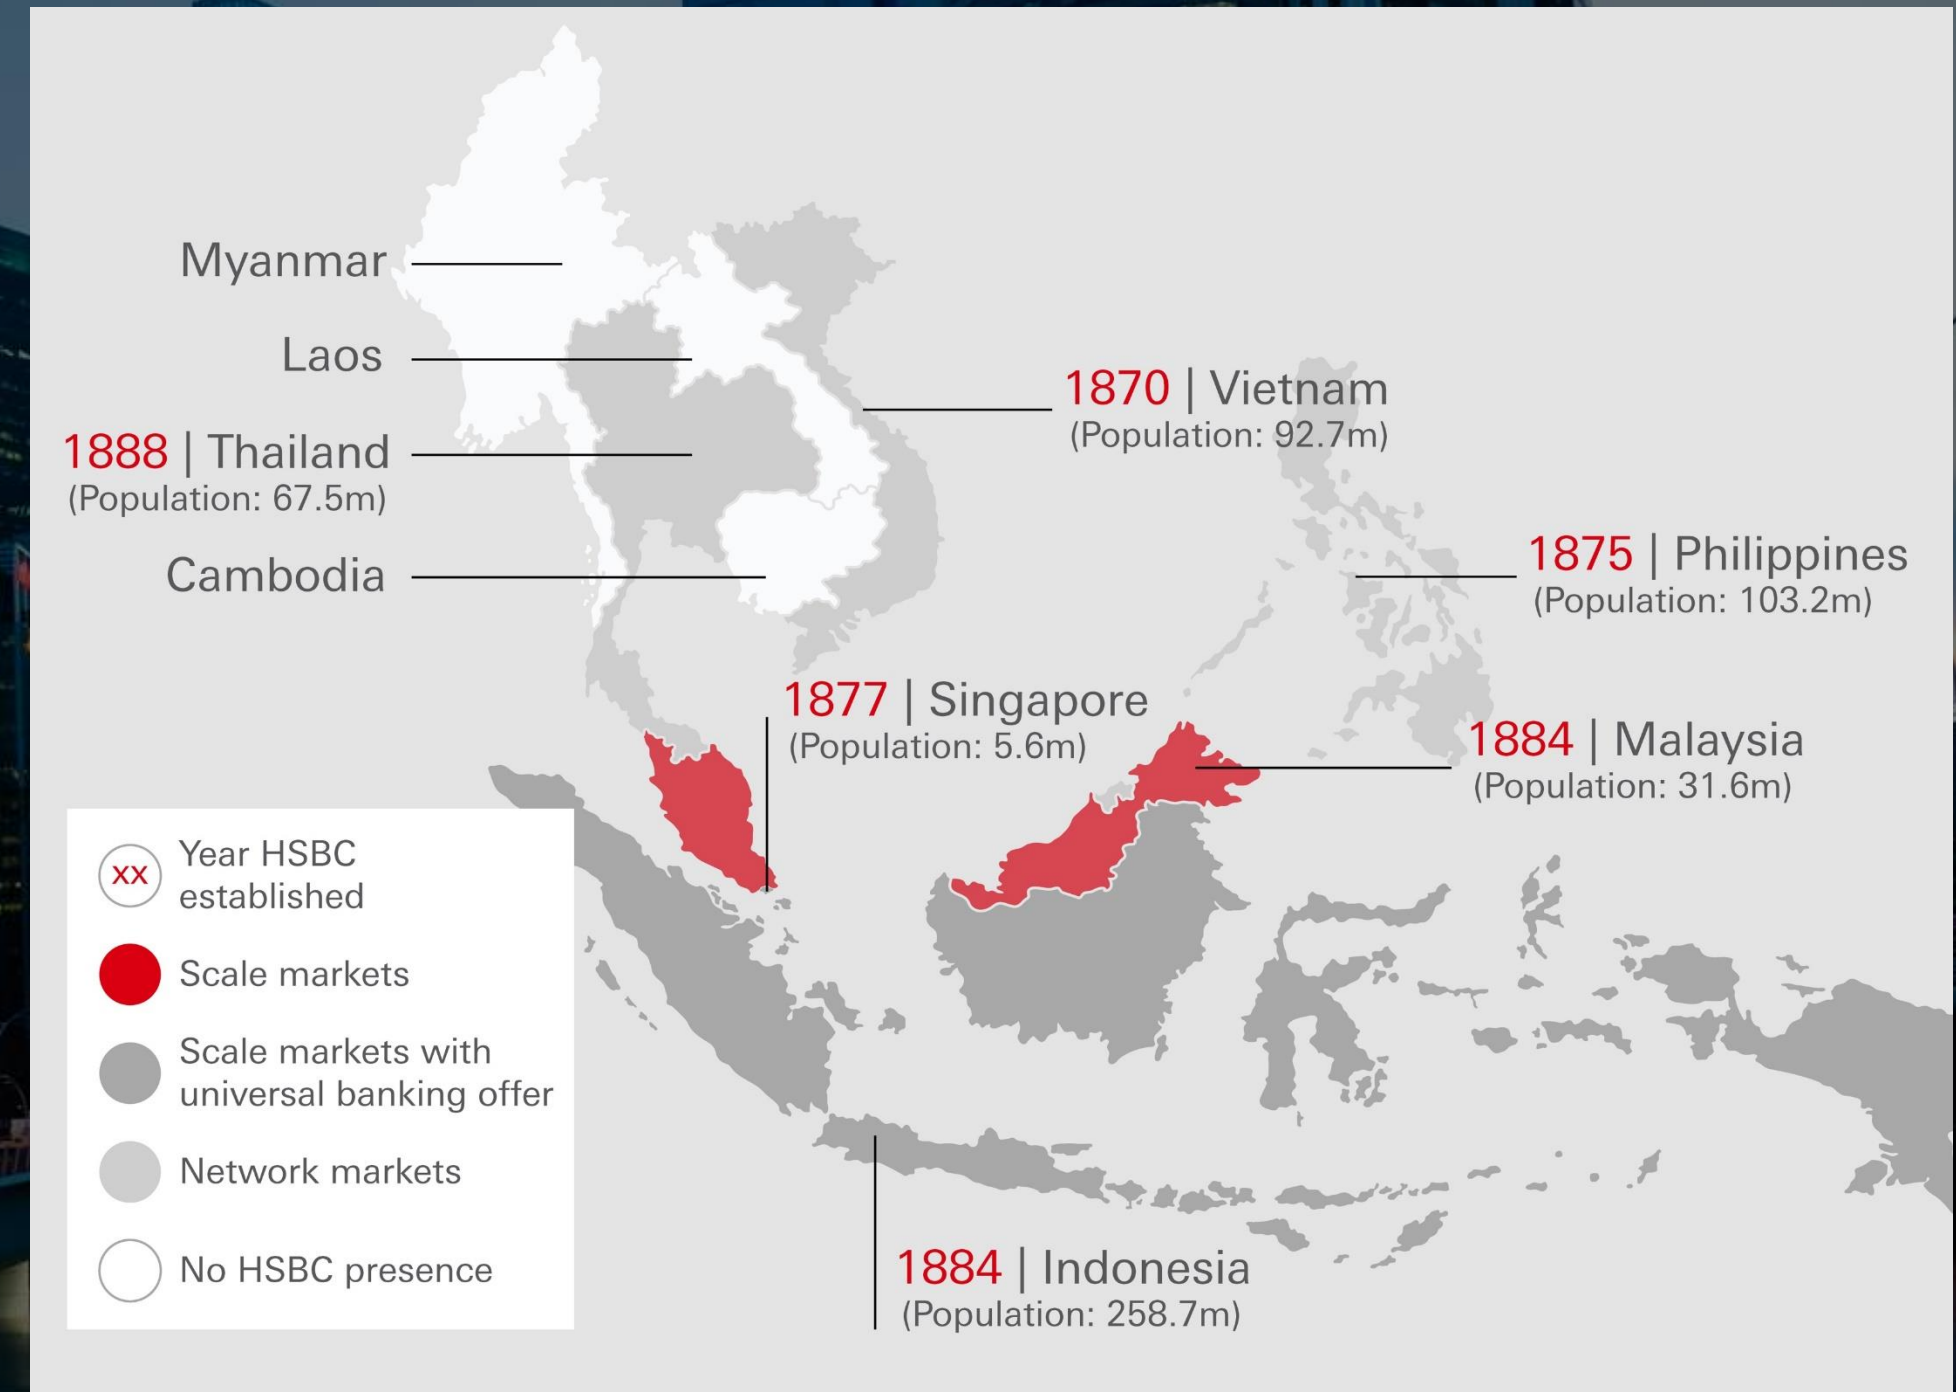 Myanmar
Laos
1888 | Thailand
(Population: 67.5m)
Cambodia
1870 | Vietnam
(Population: 92.7m)
1875 | Philippines
(Population: 103.2m)
1877 | Singapore
(Population: 5.6m)
1884 | Malaysia
(Population: 31.6m)
1884 | Indonesia
(Population: 258.7m)
xx
Year HSBC
established
Scale markets
Scale markets with
universal banking offer
Network markets
No HSBC presence